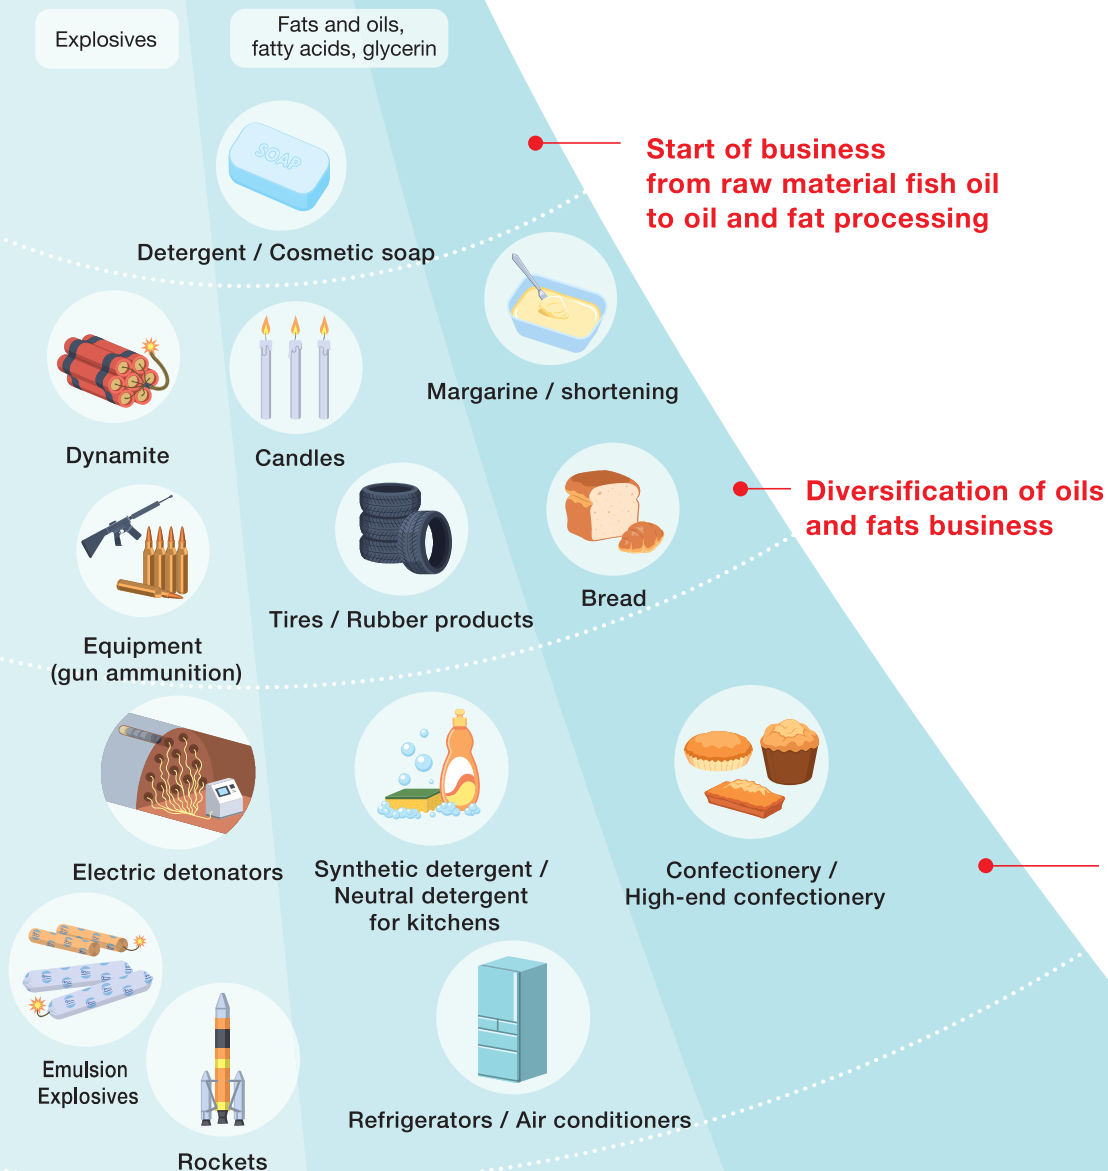 Explosives
Fats and oils,
fatty acids, glycerin
SOAP
Detergent / Cosmetic soap
Start of business
from raw material fish oil
to oil and fat processing
Margarine / shortening
Dynamite
Candles
Diversification of oils
and fats business
Bread
Tires / Rubber products
Equipment
(gun ammunition)
Electric detonators
Synthetic detergent /
Neutral detergent
for kitchens
Confectionery /
High-end confectionery
Emulsion
Explosives
Refrigerators / Air conditioners
Rockets